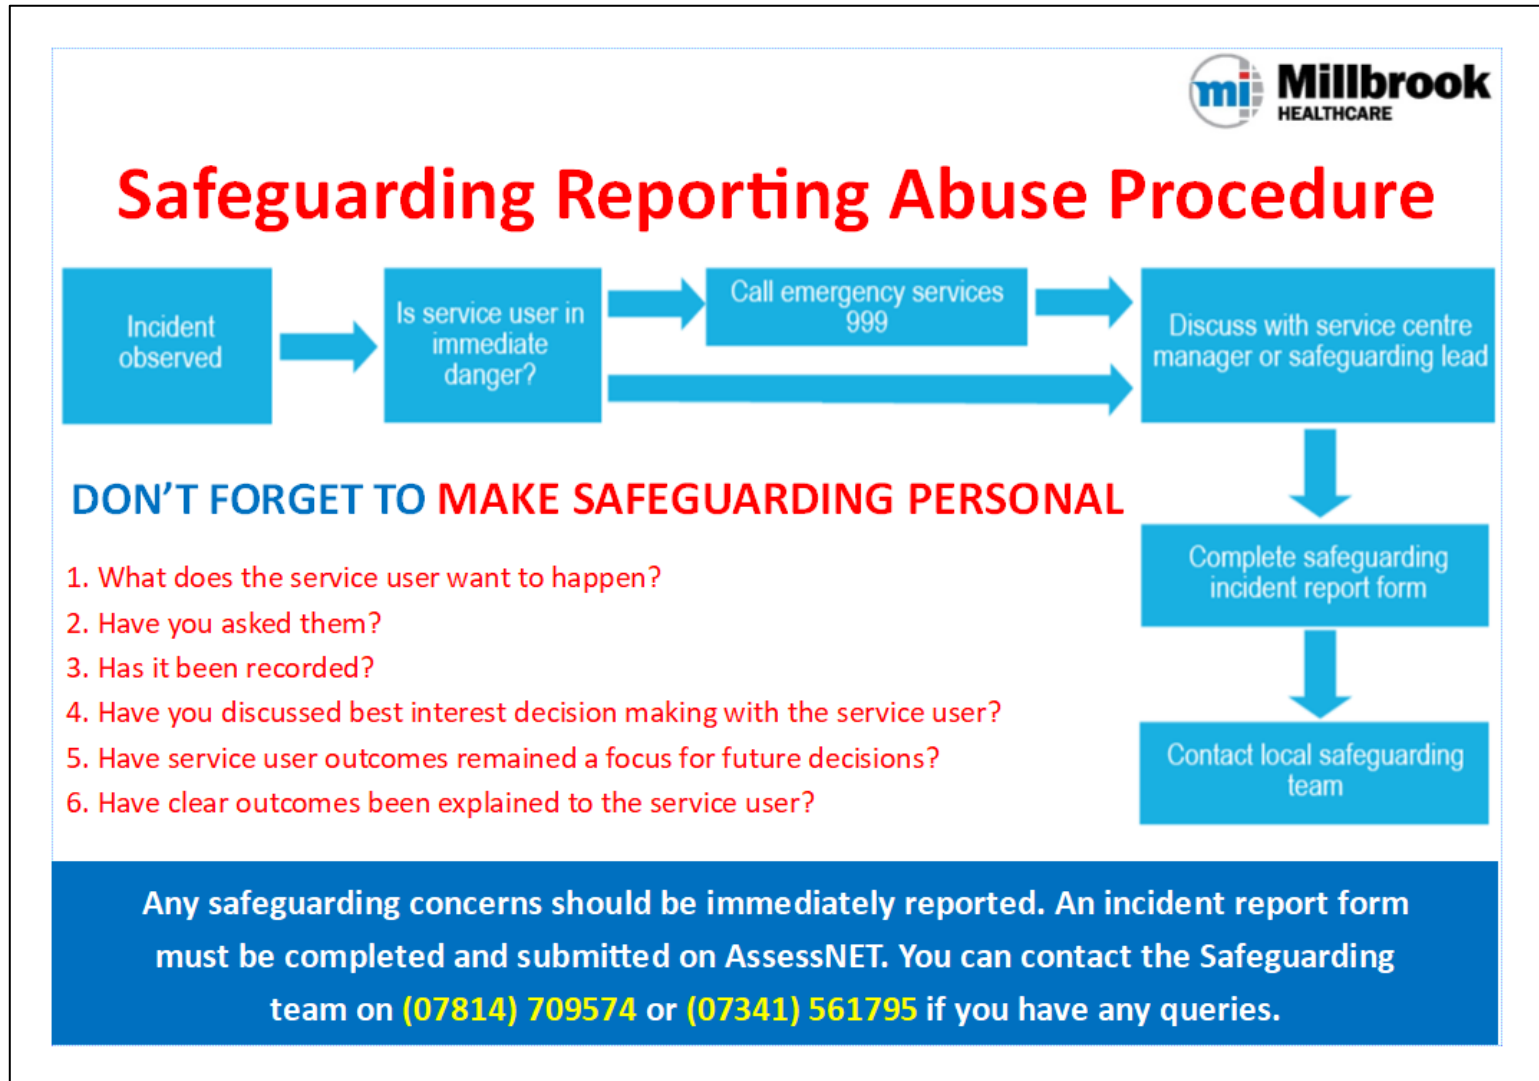 mi Millbrook
HEALTHCARE
Safeguarding Reporting Abuse Procedure
Incident
observed
Is service user in
immediate
danger?
Call emergency services
999
Discuss with service centre
manager or safeguarding lead
Complete safeguarding
incident report form
Contact local safeguarding
team
DON'T FORGET TO MAKE SAFEGUARDING PERSONAL
1. What does the service user want to happen?
2. Have you asked them?
3. Has it been recorded?
4. Have you discussed best interest decision making with the service user?
5. Have service user outcomes remained a focus for future decisions?
6. Have clear outcomes been explained to the service user?
Any safeguarding concerns should be immediately reported. An incident report form
must be completed and submitted on AssessNET. You can contact the Safeguarding
team on (07814) 709574 or (07341) 561795 if you have any queries.